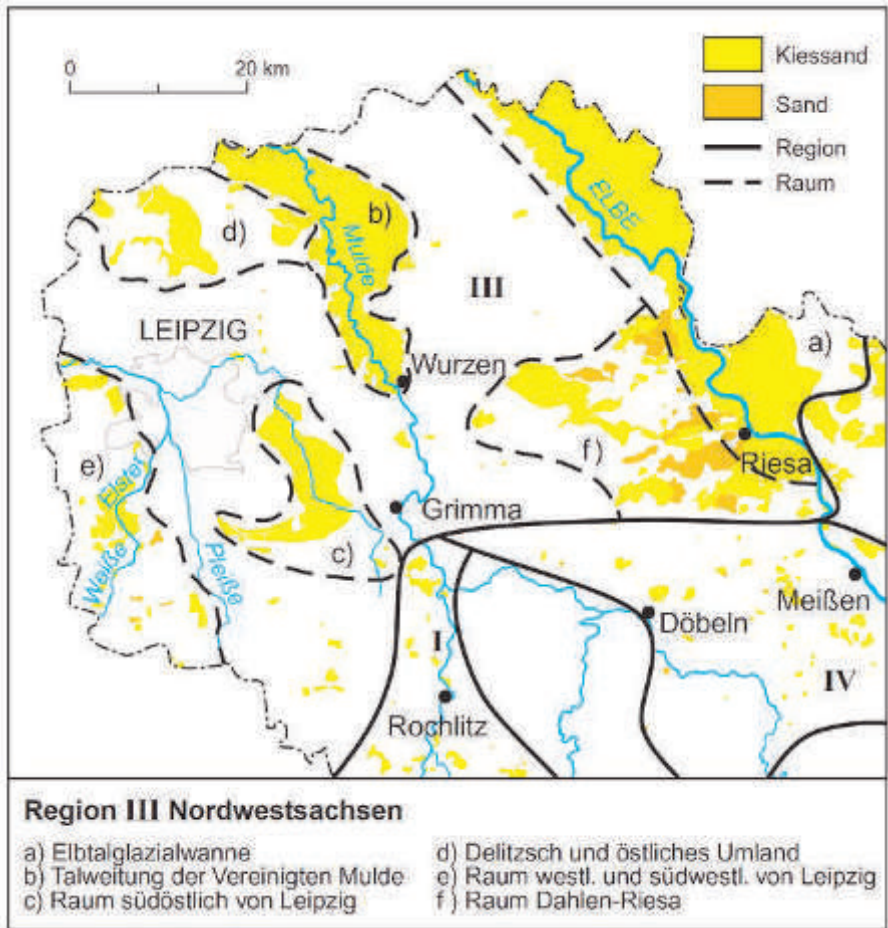 0 20 km
Kiessand
Sand
Region
Raum
ELBE
b)
d)
Mulde
III
LEIPZIG
a)
Wurzen
e)
f)
Riesa
Elster
Weiße
Grimma
Pleiße
c)
Meißen
Döbeln
I
IV
Rochlitz
Region III Nordwestsachsen
a) Elbtalglazialwanne
b) Talweitung der Vereinigten Mulde
c) Raum südöstlich von Leipzig
d) Delitzsch und östliches Umland
e) Raum westl. und südwestl. von Leipzig
f) Raum Dahlen-Riesa